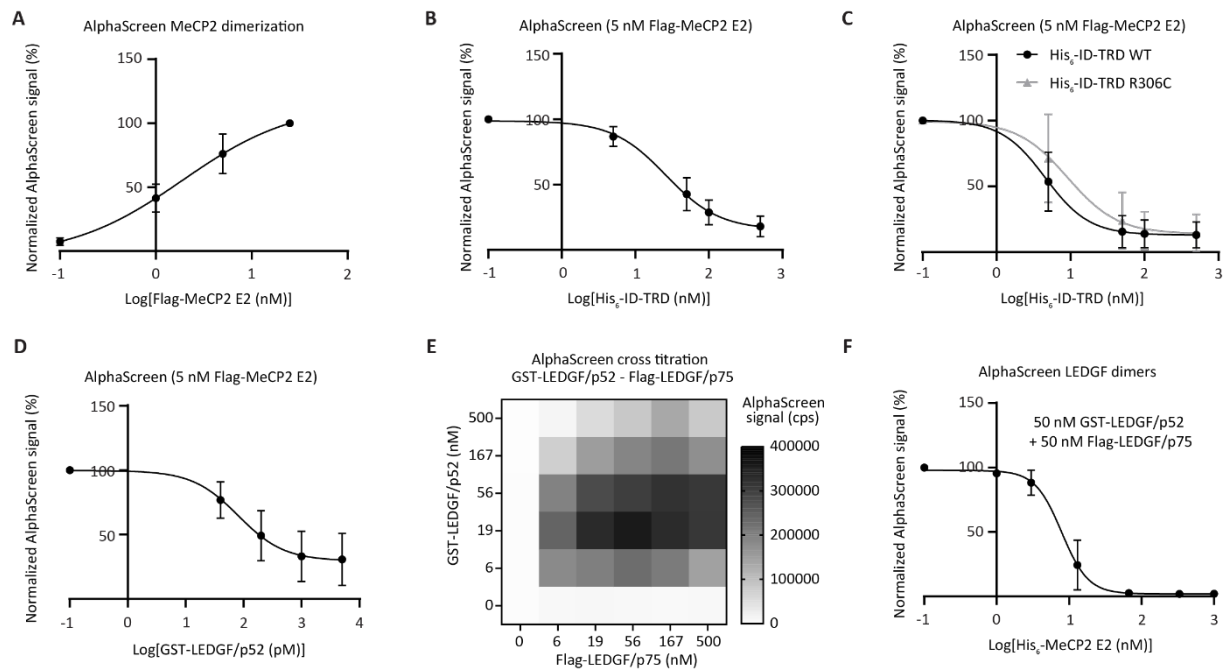 A
AlphaScreen MeCP2 dimerization
Normalized AlphaScreen signal (%)
150
100
50
-1
0
1
2
Log[Flag-MeCP2 E2 (nM)]
B
AlphaScreen (5 nM Flag-MeCP2 E2)
Normalized AlphaScreen signal (%)
150
100
50
-1
0
1
2
3
Log[His6-ID-TRD (nM)]
C
AlphaScreen (5 nM Flag-MeCP2 E2)
His6-ID-TRD WT
His6-ID-TRD R306C
Normalized AlphaScreen signal (%)
150
100
50
-1
0
1
2
3
Log[His6-ID-TRD (nM)]
D
AlphaScreen (5 nM Flag-MeCP2 E2)
Normalized AlphaScreen signal (%)
150
100
50
-1
0
1
2
3
4
Log[GST-LEDGF/p52 (pM)]
E
AlphaScreen cross titration
GST-LEDGF/p52 - Flag-LEDGF/p75
GST-LEDGF/p52 (nM)
500
167
56
19
6
0
0
6
19
56
167
500
Flag-LEDGF/p75 (nM)
AlphaScreen
signal (cps)
400000
300000
200000
100000
0
F
AlphaScreen LEDGF dimers
50 nM GST-LEDGF/p52
+ 50 nM Flag-LEDGF/p75
Normalized AlphaScreen signal (%)
150
100
50
-1
0
1
2
3
Log[His6-MeCP2 E2 (nM)]